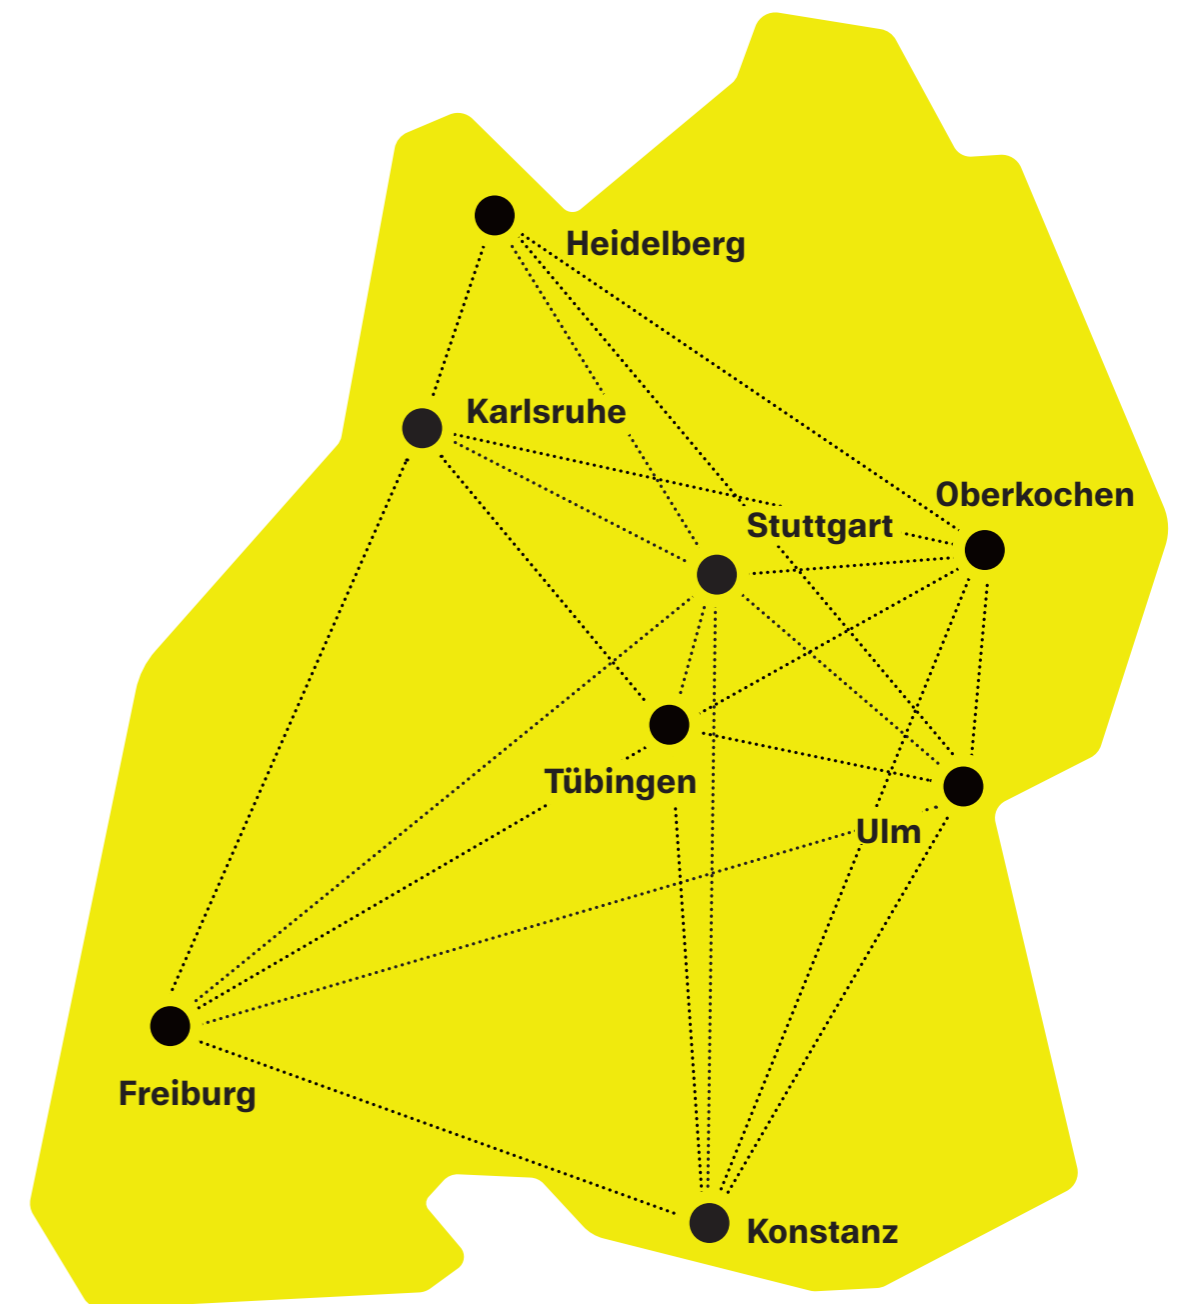 Heidelberg
Karlsruhe
Oberkochen
Stuttgart
Tübingen
Ulm
Freiburg
Konstanz